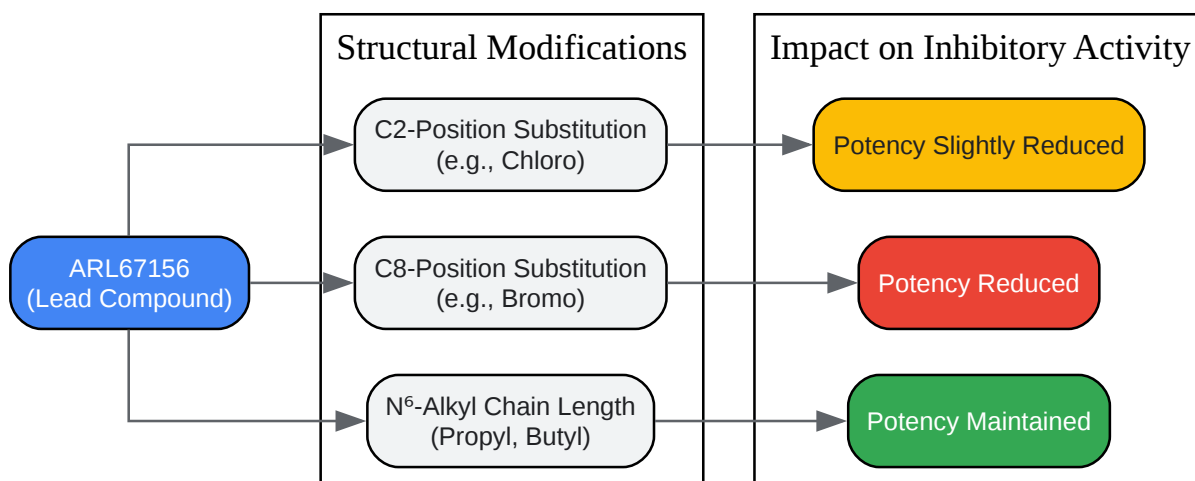 Structural Modifications
Impact on Inhibitory Activity
C2-Position Substitution
(e.g., Chloro)
Potency Slightly Reduced
ARL67156
(Lead Compound)
C8-Position Substitution
(e.g., Bromo)
Potency Reduced
N⁶-Alkyl Chain Length
(Propyl, Butyl)
Potency Maintained